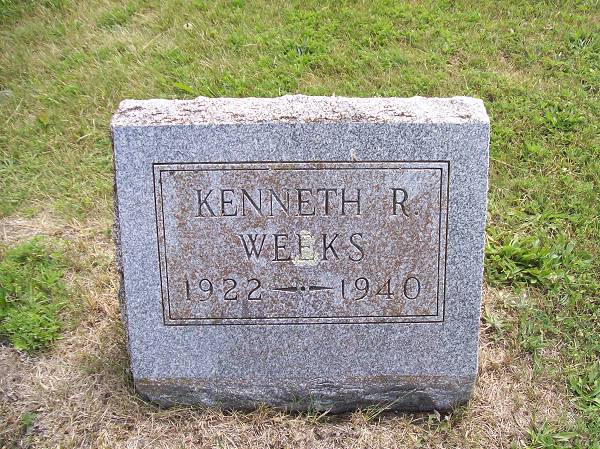 KENNETH R.
WEEKS
1922 — 1940